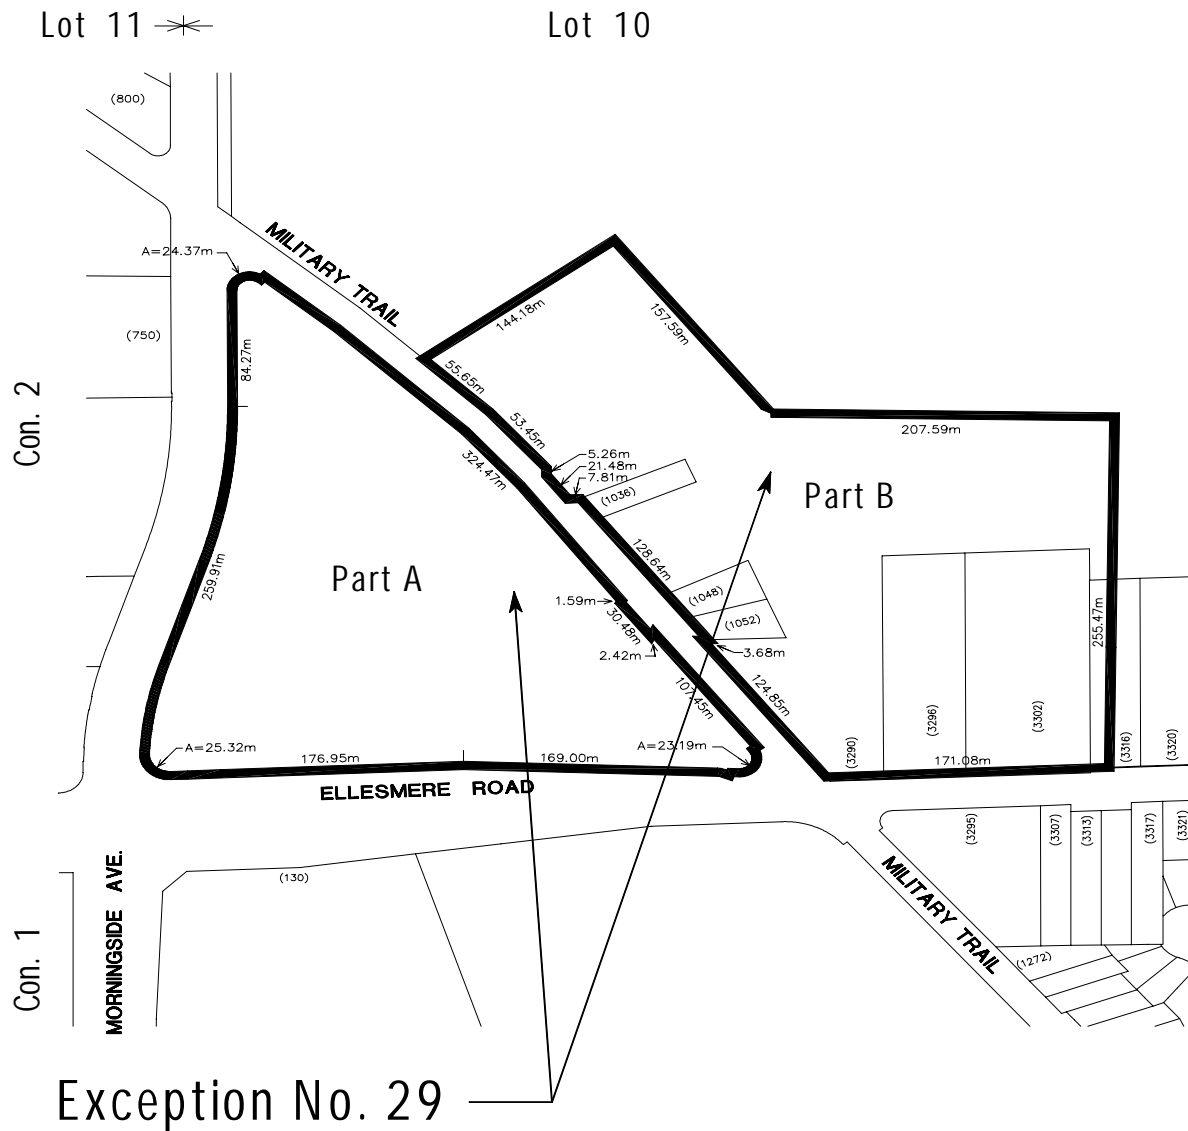 Lot 11
Lot 10
(800)
MILITARY TRAIL
A=24.37m
144.18m
157.59m
(750)
84.27m
55.65m
Con. 2
53.45m
207.59m
324.47m
5.26m
21.48m
7.81m
(1036)
Part B
Part A
128.64m
259.91m
1.59m
30.48m
(1048)
(1052)
255.47m
2.42m
3.68m
107.45m
124.85m
(3296)
(3302)
(3290)
(3316)
(3320)
A=25.32m
176.95m
169.00m
A=23.19m
171.08m
ELLESMERE ROAD
(3295)
(3307)
(3313)
(3317)
(3321)
(130)
MILITARY TRAIL
MORNINGSIDE AVE.
Con. 1
(1272)
Exception No. 29